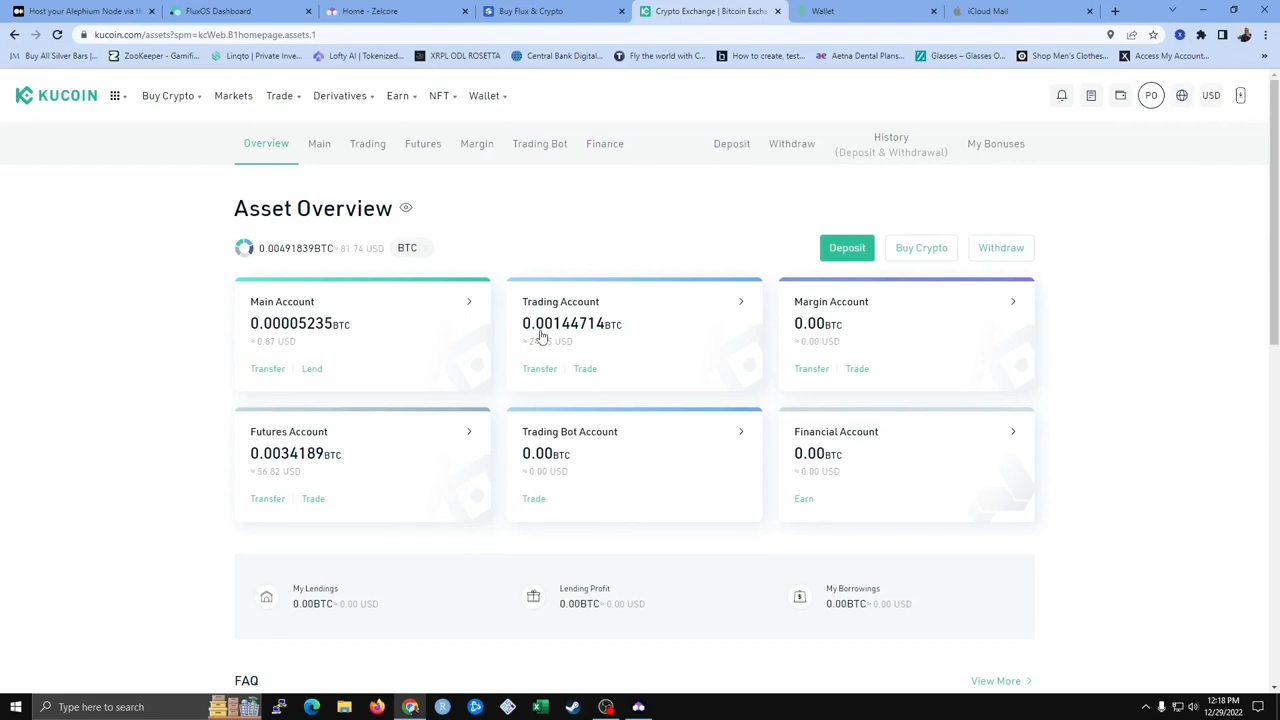 Host your Alephium Node via th
FluxOS Dashboard
Home - Zelcore
Buy Flux & Crypto
Crypto Exchange | Bitcoin Exch
Wallet
iCloud Mail
kucoin.com/assets?spm=kcWeb.B1homepage.assets.1
Buy All Silver Bars |...
ZooKeeper - Gamifie...
Linqto | Private Inve...
Lofty AI | Tokenized...
XRPL ODL ROSETTA
Central Bank Digital...
Fly the world with c...
How to create, test...
Aetna Dental Plans...
Glasses – Glasses O...
Shop Men's Clothes...
Access My Account...
KUCOIN
Buy Crypto
Markets
Trade
Derivatives
Earn
NFT
Wallet
PO
USD
Overview
Main
Trading
Futures
Margin
Trading Bot
Finance
Deposit
Withdraw
History
(Deposit & Withdrawal)
My Bonuses
Asset Overview
0.00491839BTC≈ 81.74 USD
BTC
Deposit
Buy Crypto
Withdraw
Main Account
0.00005235BTC
≈ 0.87 USD
Transfer
Lend
Trading Account
0.00144714BTC
USD
Transfer
Trade
Margin Account
0.00BTC
≈ 0.00 USD
Transfer
Trade
Futures Account
0.0034189BTC
≈ 56.82 USD
Transfer
Trade
Trading Bot Account
0.00BTC
≈ 0.00 USD
Trade
Financial Account
0.00BTC
≈ 0.00 USD
Earn
My Lendings
0.00BTC≈ 0.00 USD
Lending Profit
0.00BTC≈ 0.00 USD
My Borrowings
0.00BTC≈ 0.00 USD
FAQ
View More
Type here to search
12:18 PM
12/29/2022